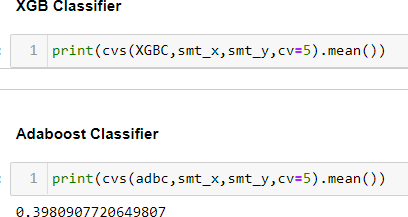 XGB Classifier
1 print(cvs(XGBC,smt_x,smt_y,cv=5).mean())
Adaboost Classifier
1 print(cvs(adbc,smt_x,smt_y,cv=5).mean())
0.3980907720649807